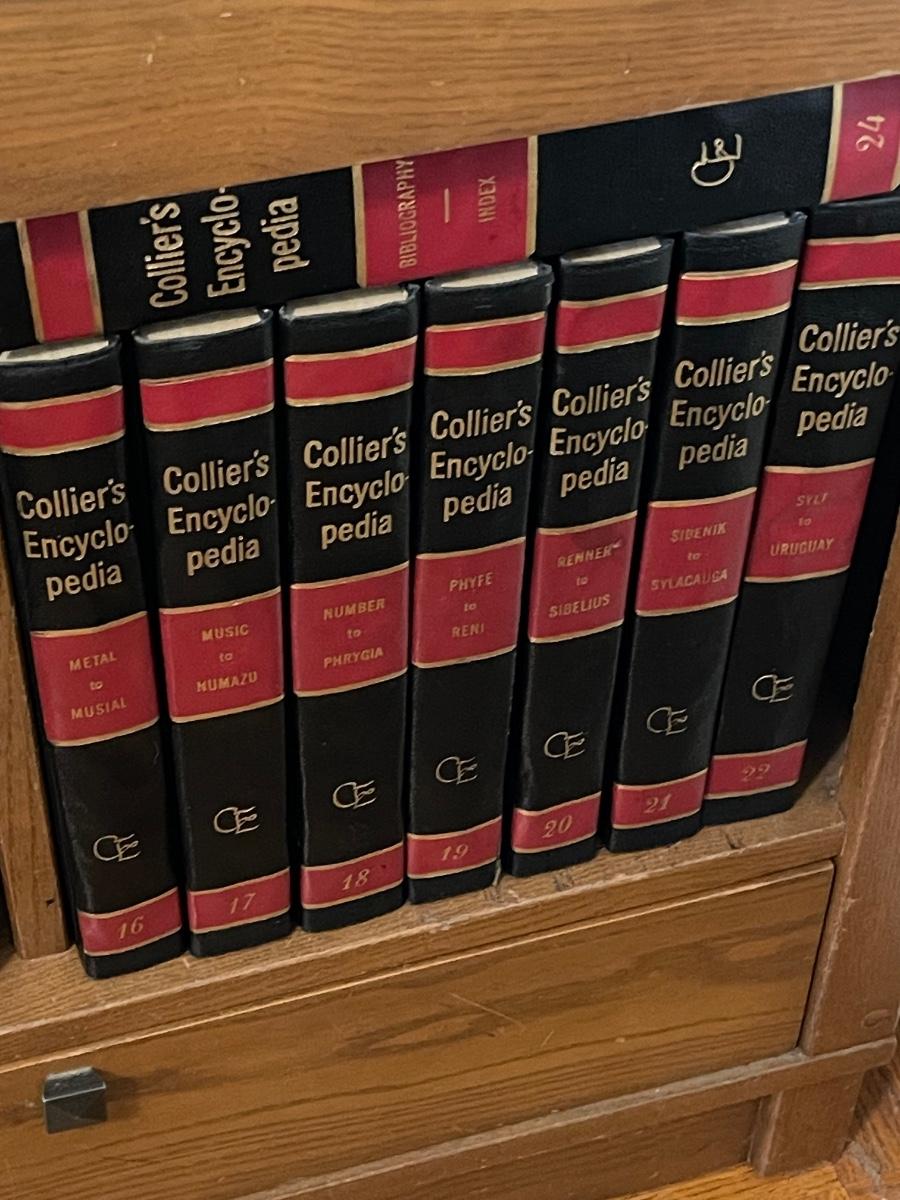 Collier's
Encyclo-
pedia
BIBLIOGRAPHY
—
INDEX
CE
24
Collier's
Encyclo-
pedia
METAL
to
MUSIAL
CE
16
Collier's
Encyclo-
pedia
MUSIC
to
NUMAZU
CE
17
Collier's
Encyclo-
pedia
NUMBER
to
PHRYGIA
CE
18
Collier's
Encyclo-
pedia
PHYFE
to
RENI
CE
19
Collier's
Encyclo-
pedia
RENNER
to
SIBELIUS
CE
20
Collier's
Encyclo-
pedia
SIBENIK
to
SYLACAUGA
CE
21
Collier's
Encyclo-
pedia
SYLT
to
URUGUAY
CE
22